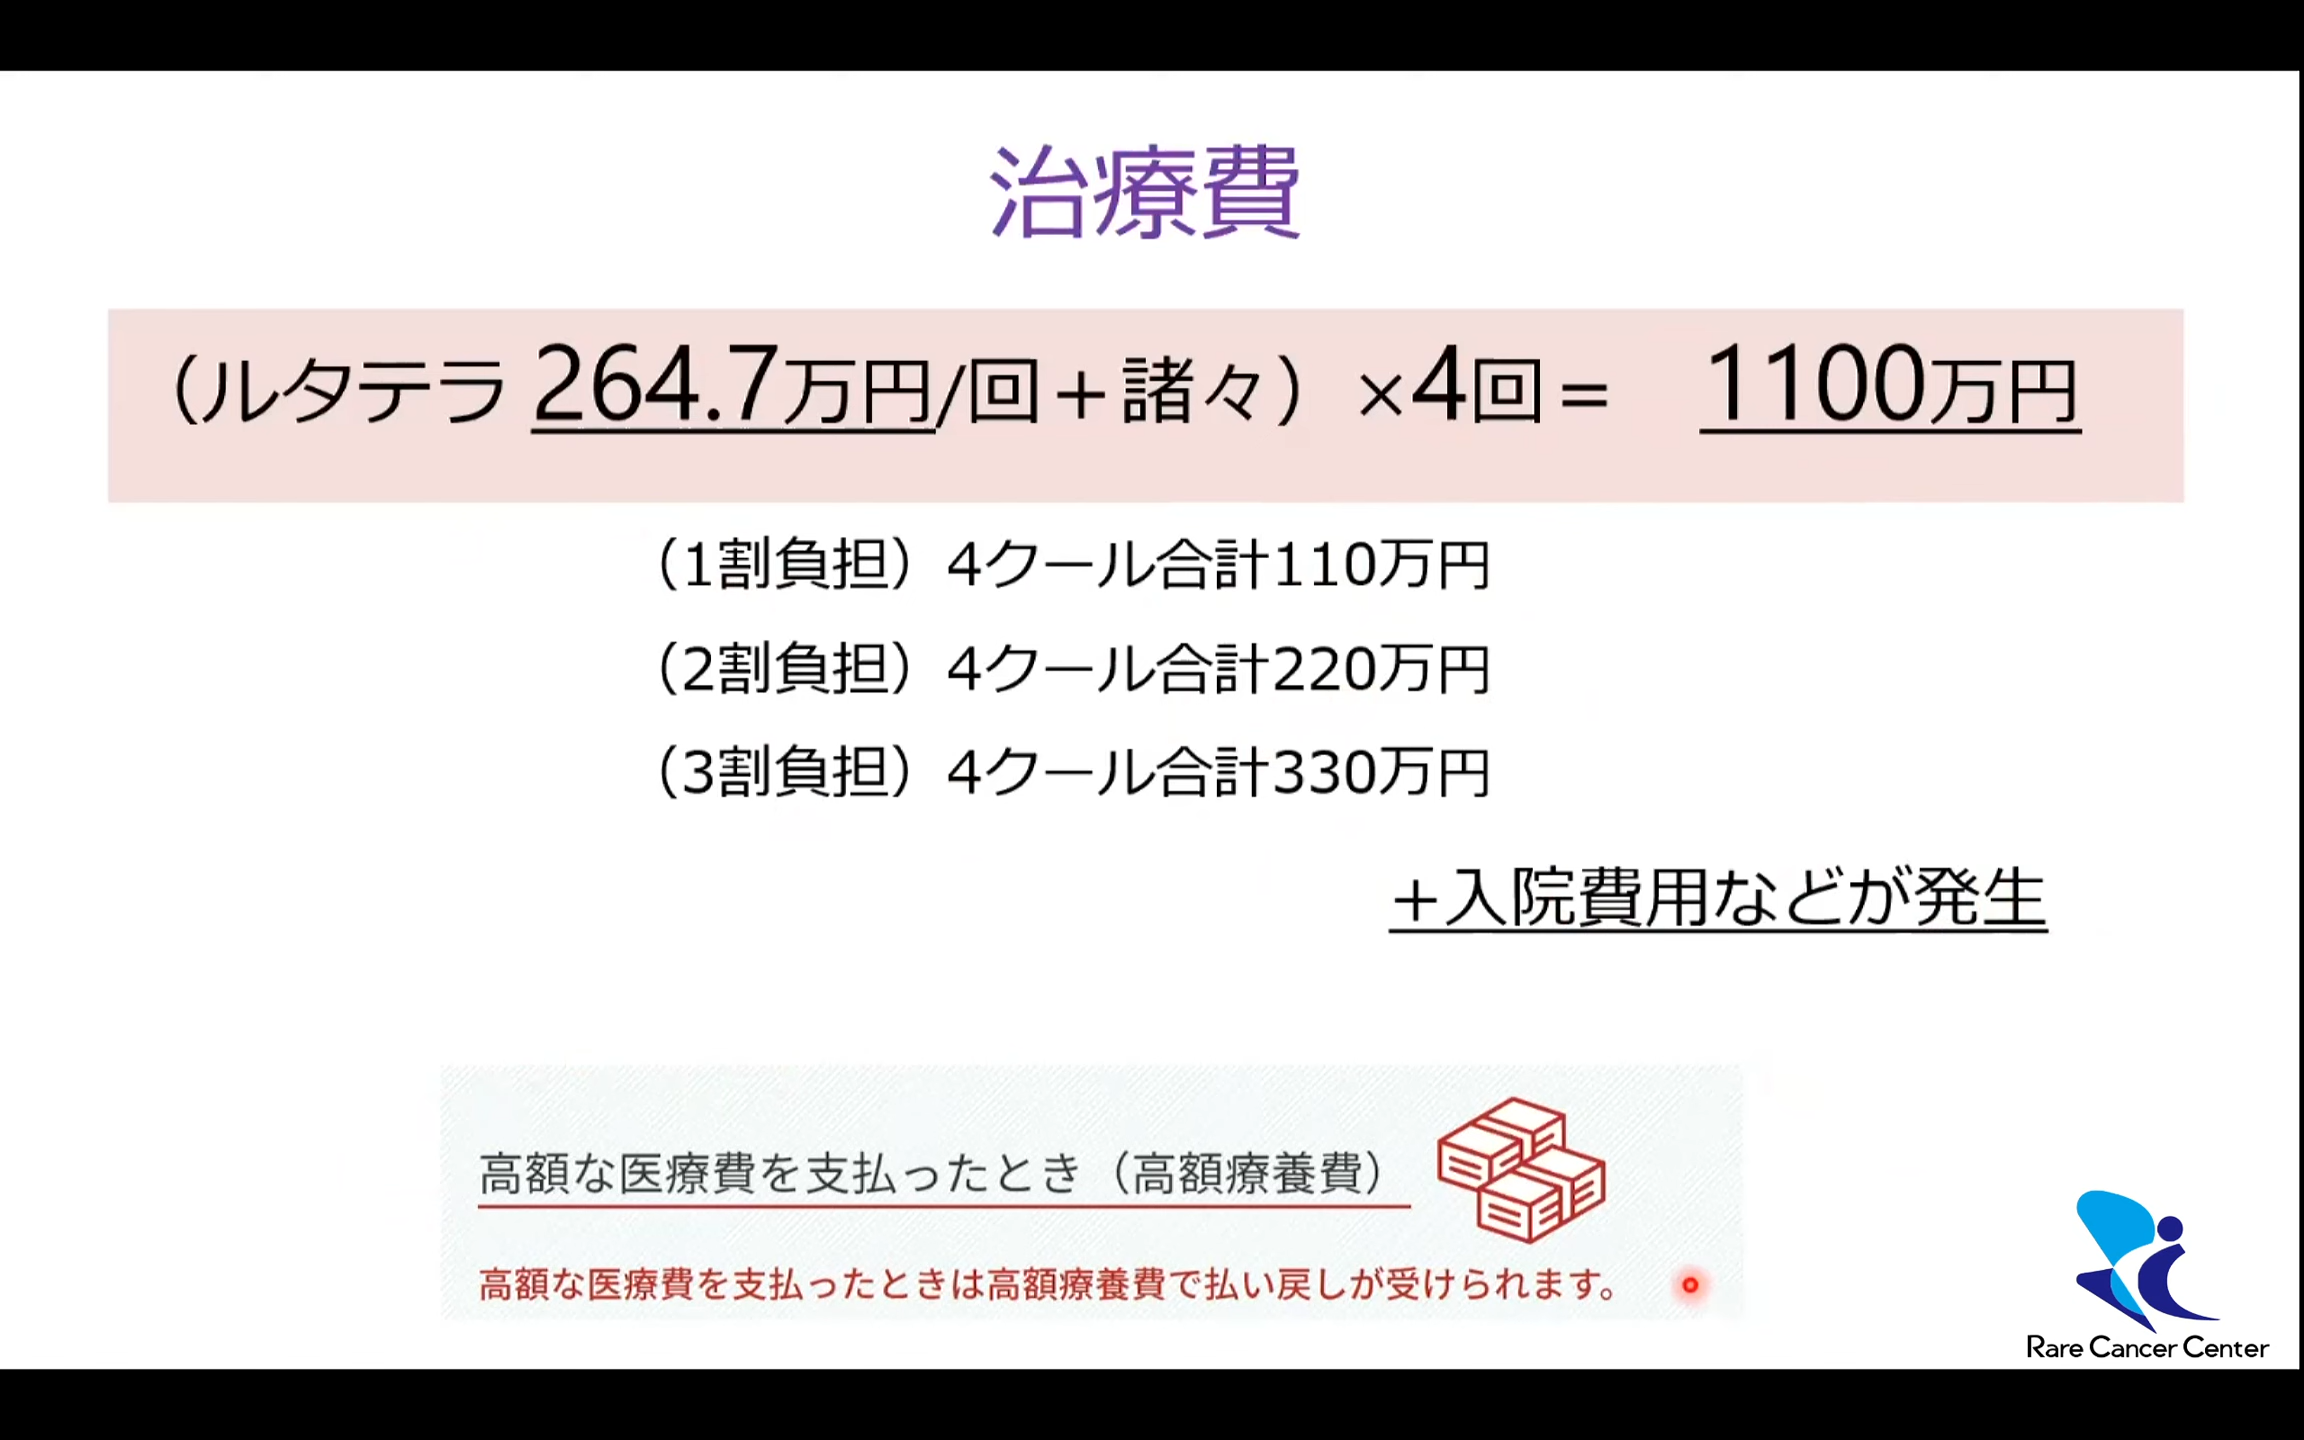 治療費
（ルタテラ 264.7万円/回＋諸々）×4回＝ 1100万円
（1割負担）4クール合計110万円
（2割負担）4クール合計220万円
（3割負担）4クール合計330万円
＋入院費用などが発生
高額な医療費を支払ったとき（高額療養費）
高額な医療費を支払ったときは高額療養費で払い戻しが受けられます。
Rare Cancer Center